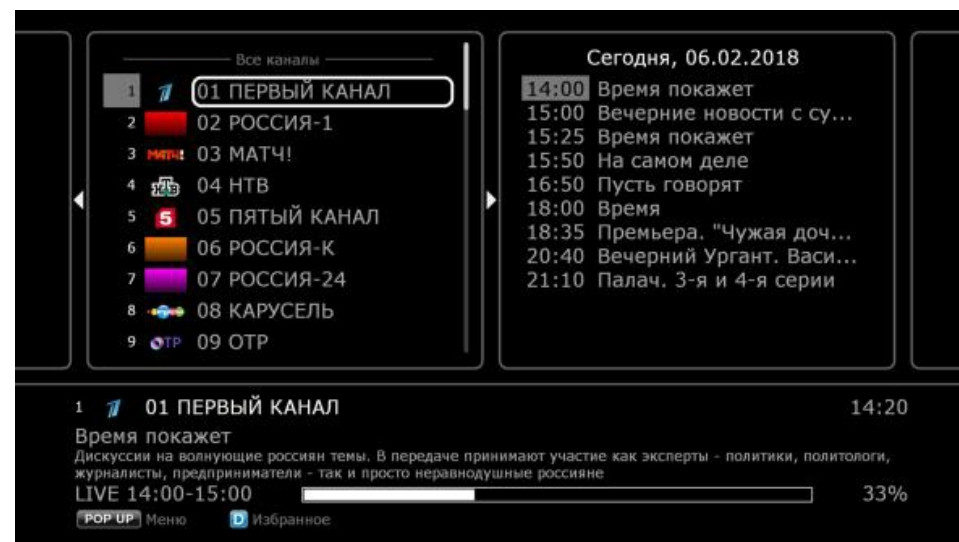 Все каналы
1 01 ПЕРВЫЙ КАНАЛ
2 02 РОССИЯ-1
3 МАТЧ! 03 МАТЧ!
4 НТВ 04 НТВ
5 5 05 ПЯТЫЙ КАНАЛ
6 06 РОССИЯ-К
7 07 РОССИЯ-24
8 08 КАРУСЕЛЬ
9 ОТР 09 ОТР
Сегодня, 06.02.2018
14:00 Время покажет
15:00 Вечерние новости с су...
15:25 Время покажет
15:50 На самом деле
16:50 Пусть говорят
18:00 Время
18:35 Премьера. "Чужая доч...
20:40 Вечерний Ургант. Васи...
21:10 Палач. 3-я и 4-я серии
1 01 ПЕРВЫЙ КАНАЛ 14:20
Время покажет
Дискуссии на волнующие россиян темы. В передаче принимают участие как эксперты - политики, политологи,
журналисты, предприниматели - так и просто неравнодушные россияне
LIVE 14:00-15:00 33%
POP UP Меню D Избранное